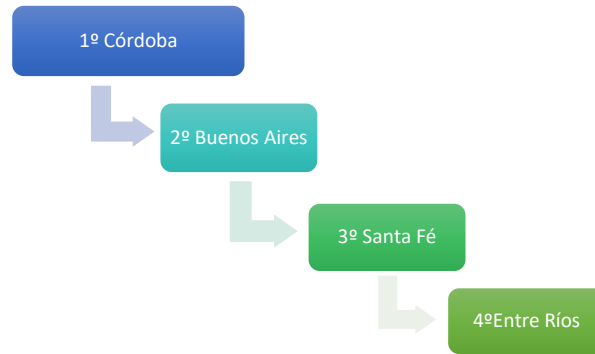 1º Córdoba
2º Buenos Aires
3º Santa Fé
4ºEntre Ríos